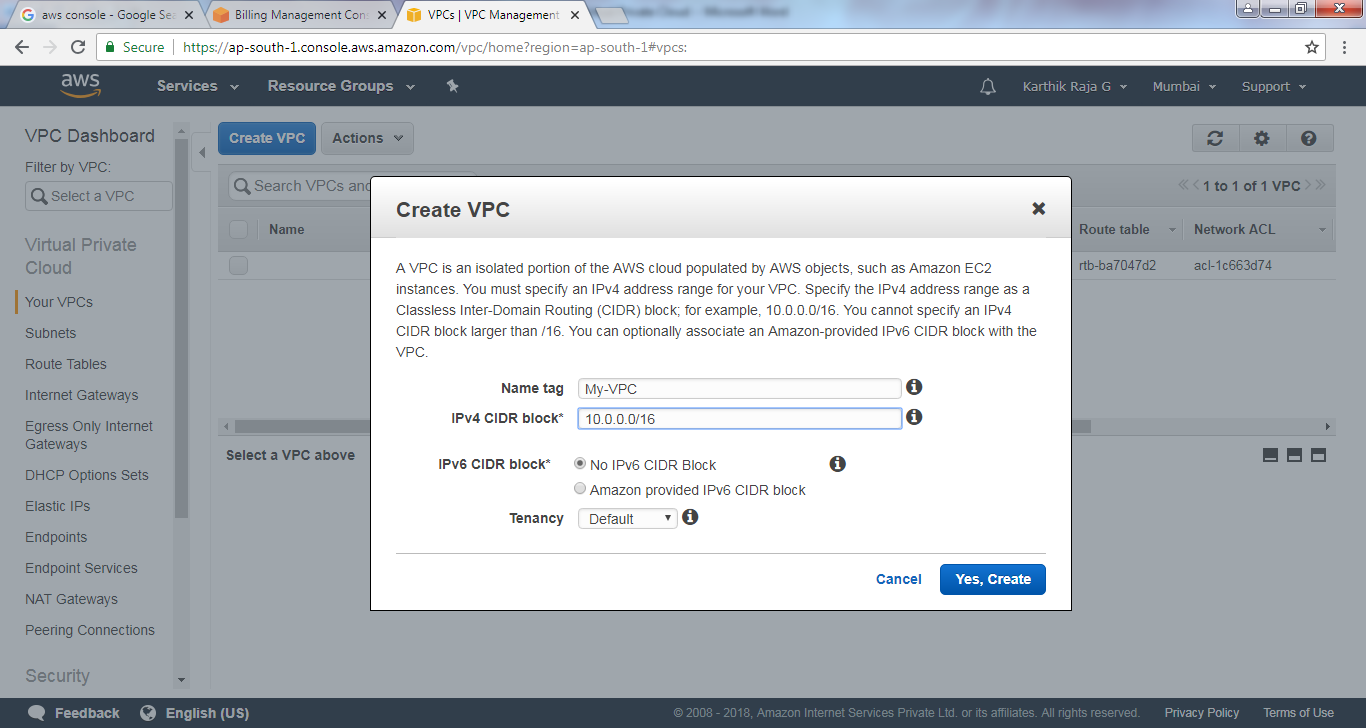 aws console - Google Sea
Billing Management Cons
VPCs | VPC Management
Private Cloud - Microsoft Word
Secure
https://ap-south-1.console.aws.amazon.com/vpc/home?region=ap-south-1#vpcs:
aws
Services
Resource Groups
Karthik Raja G
Mumbai
Support
VPC Dashboard
Filter by VPC:
Select a VPC
Virtual Private
Cloud
Your VPCs
Subnets
Route Tables
Internet Gateways
Egress Only Internet
Gateways
DHCP Options Sets
Elastic IPs
Endpoints
Endpoint Services
NAT Gateways
Peering Connections
Security
Create VPC
Actions
Search VPCs and
1 to 1 of 1 VPC
Name
Route table
Network ACL
rtb-ba7047d2
acl-1c663d74
Select a VPC above
Create VPC
A VPC is an isolated portion of the AWS cloud populated by AWS objects, such as Amazon EC2
instances. You must specify an IPv4 address range for your VPC. Specify the IPv4 address range as a
Classless Inter-Domain Routing (CIDR) block; for example, 10.0.0.0/16. You cannot specify an IPv4
CIDR block larger than /16. You can optionally associate an Amazon-provided IPv6 CIDR block with the
VPC.
Name tag
My-VPC
IPv4 CIDR block*
10.0.0.0/16
IPv6 CIDR block*
No IPv6 CIDR Block
Amazon provided IPv6 CIDR block
Tenancy
Default
Cancel
Yes, Create
Feedback
English (US)
© 2008 - 2018, Amazon Internet Services Private Ltd. or its affiliates. All rights reserved.
Privacy Policy
Terms of Use